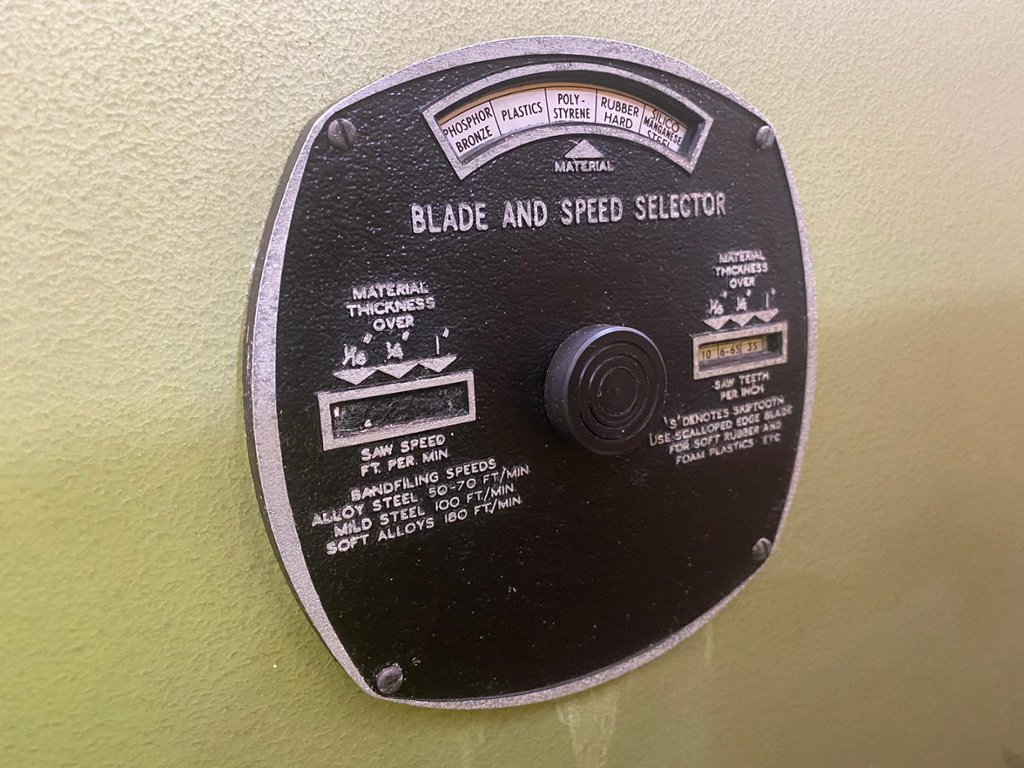 PHOSPHOR BRONZE
PLASTICS
POLY-STYRENE
RUBBER HARD
SILICO MANGANESE STEEL
MATERIAL
BLADE AND SPEED SELECTOR
MATERIAL
THICKNESS
OVER
1/16" 1/4" 1"
SAW SPEED
FT. PER. MIN.
BANDFILING SPEEDS
ALLOY STEEL 50-70 FT/MIN.
MILD STEEL 100 FT/MIN.
SOFT ALLOYS 180 FT/MIN.
MATERIAL
THICKNESS
OVER
1/16" 1/4" 1"
10 6-6S 3S
SAW TEETH
PER. INCH
'S' DENOTES SKIPTOOTH
USE SCALLOPED EDGE BLADE
FOR SOFT RUBBER AND
FOAM PLASTICS. ETC